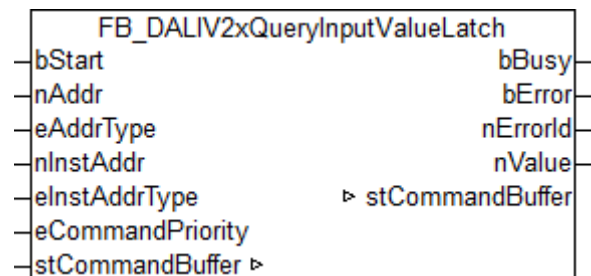 FB_DALIV2xQueryInputValueLatch
bStart bBusy
nAddr bError
eAddrType nErrorId
nInstAddr nValue
eInstAddrType ▹ stCommandBuffer
eCommandPriority
stCommandBuffer ▹